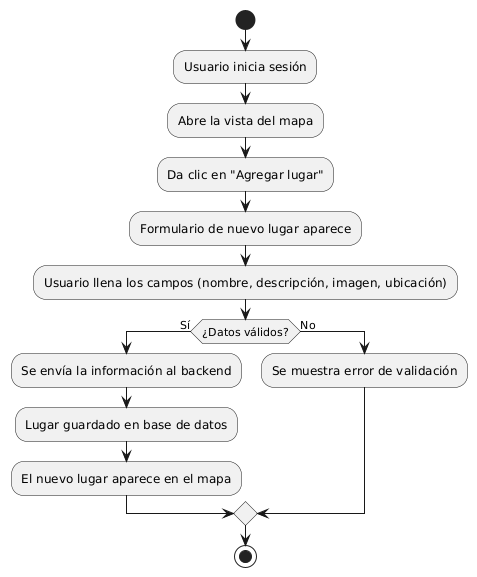 Usuario inicia sesión
Abre la vista del mapa
Da clic en "Agregar lugar"
Formulario de nuevo lugar aparece
Usuario llena los campos (nombre, descripción, imagen, ubicación)
Sí
¿Datos válidos?
No
Se envía la información al backend
Se muestra error de validación
Lugar guardado en base de datos
El nuevo lugar aparece en el mapa